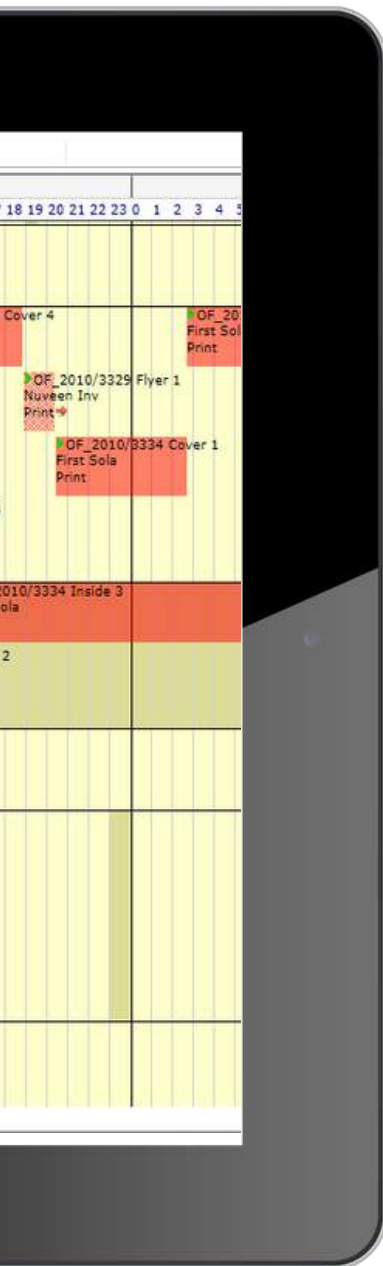 18 19 20 21 22 23 0 1 2 3 4 5
Cover 4
OF_20
First Sol
Print
OF_2010/3329 Flyer 1
Nuveen Inv
Print
OF_2010/3334 Cover 1
First Sola
Print
2010/3334 Inside 3
ola
2